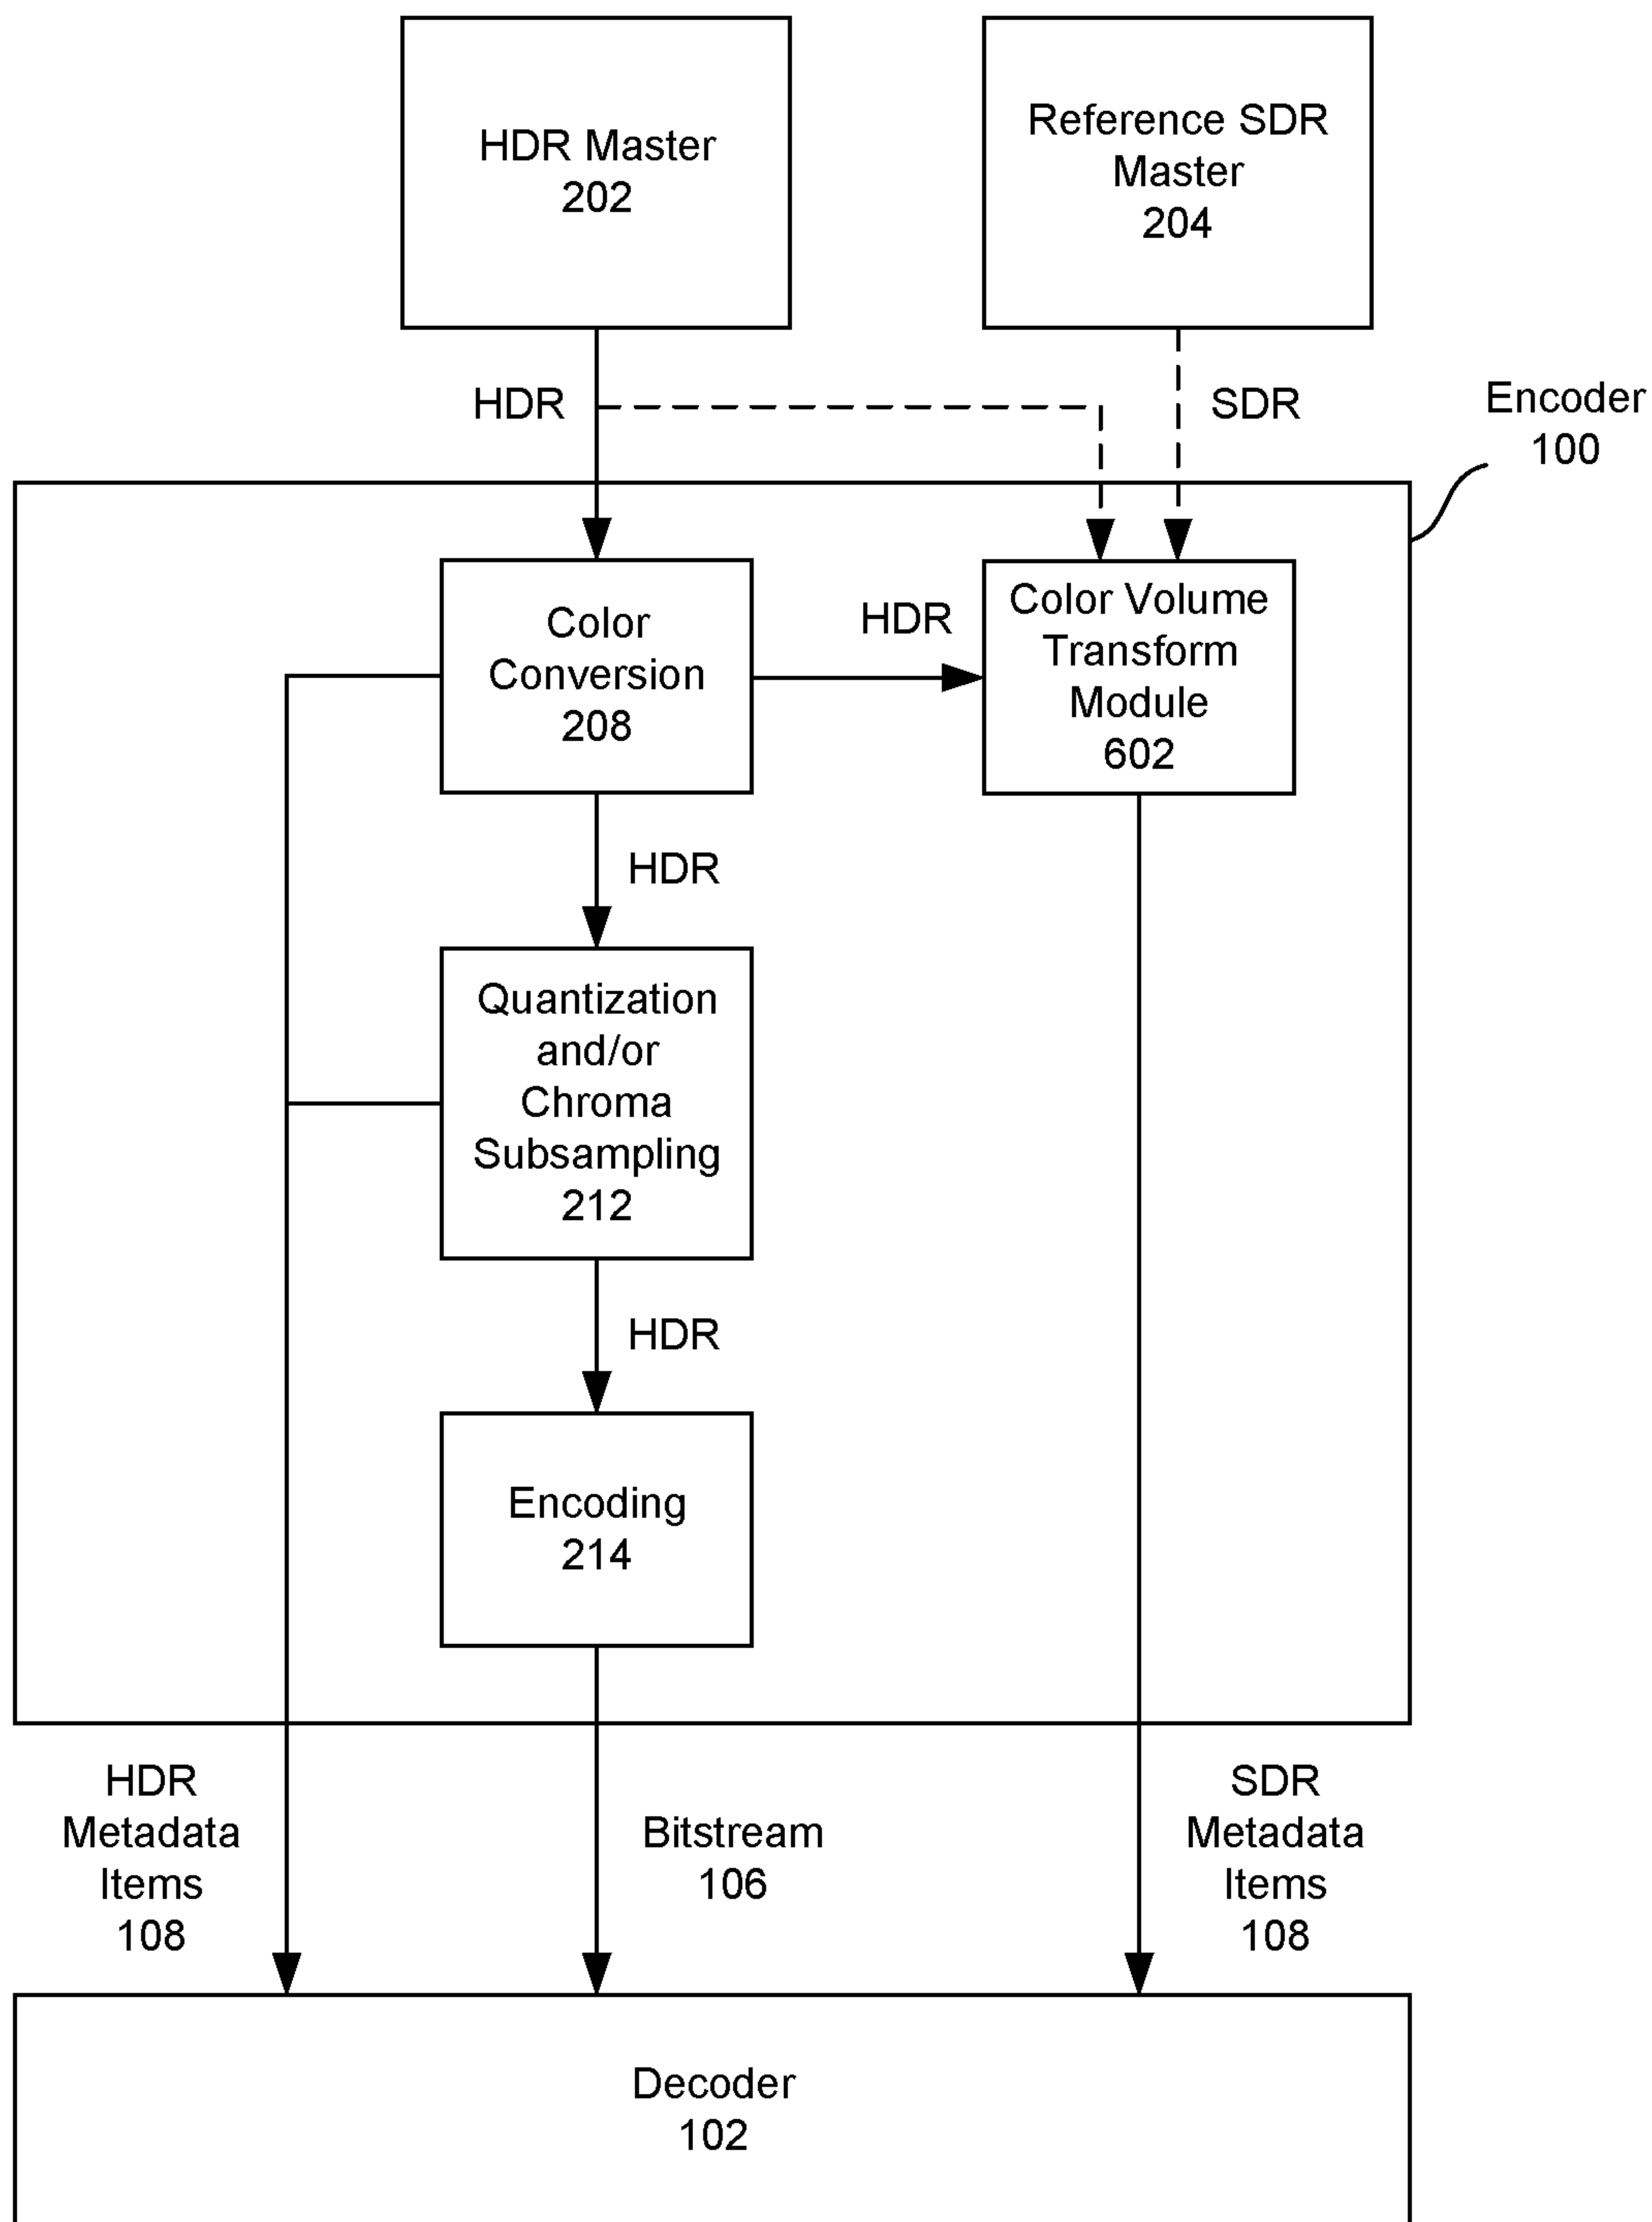 HDR Master
202
Reference SDR
Master
204
HDR
SDR
Encoder
100
Color
Conversion
208
HDR
Color Volume
Transform
Module
602
HDR
Quantization
and/or
Chroma
Subsampling
212
HDR
Encoding
214
HDR
Metadata
Items
108
Bitstream
106
SDR
Metadata
Items
108
Decoder
102